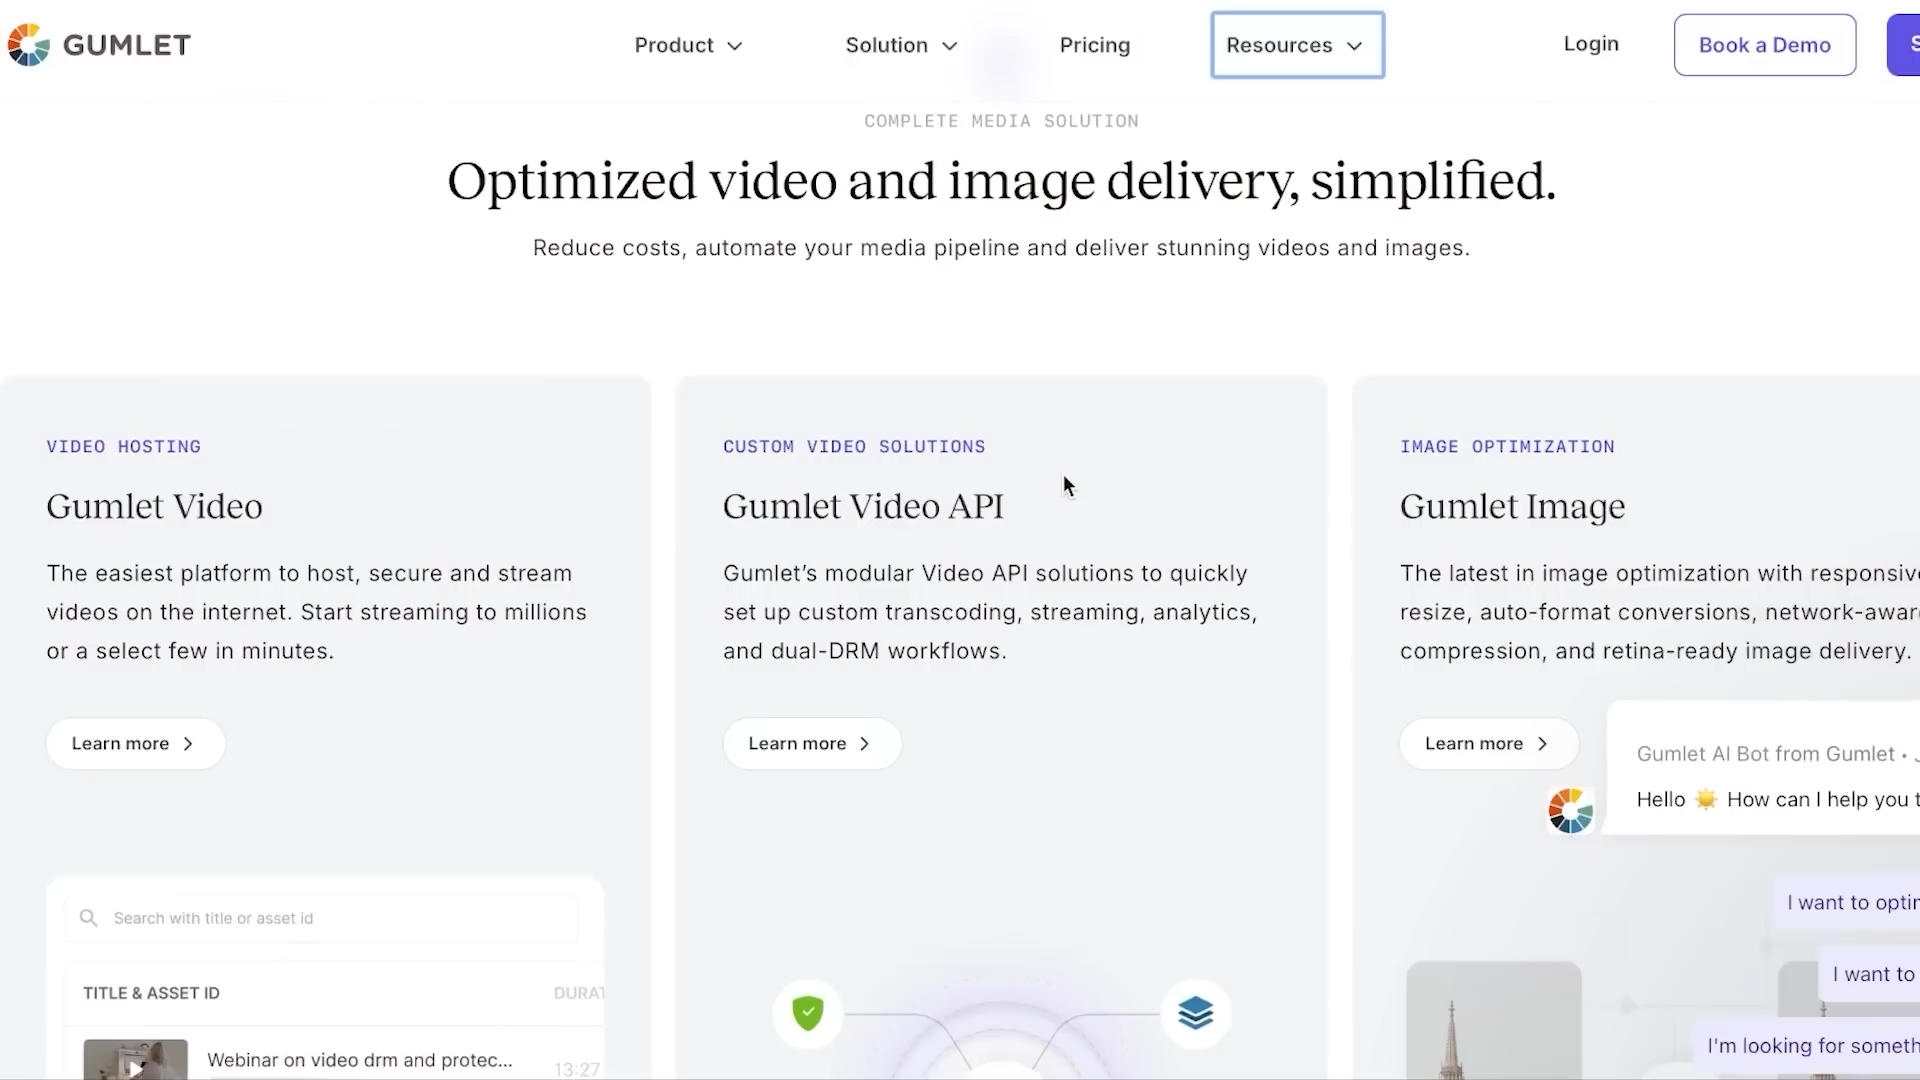 GUMLET
Product
Solution
Pricing
Resources
Login
Book a Demo
COMPLETE MEDIA SOLUTION
Optimized video and image delivery, simplified.
Reduce costs, automate your media pipeline and deliver stunning videos and images.
VIDEO HOSTING
Gumlet Video
The easiest platform to host, secure and stream
videos on the internet. Start streaming to millions
or a select few in minutes.
Learn more
Search with title or asset id
TITLE & ASSET ID
DURAT
Webinar on video drm and protec...
13:27
CUSTOM VIDEO SOLUTIONS
Gumlet Video API
Gumlet’s modular Video API solutions to quickly
set up custom transcoding, streaming, analytics,
and dual-DRM workflows.
Learn more
IMAGE OPTIMIZATION
Gumlet Image
The latest in image optimization with responsive
resize, auto-format conversions, network-aware
compression, and retina-ready image delivery.
Learn more
Gumlet AI Bot from Gumlet •
Hello ☀️ How can I help you t
I want to optim
I want to
I'm looking for someth